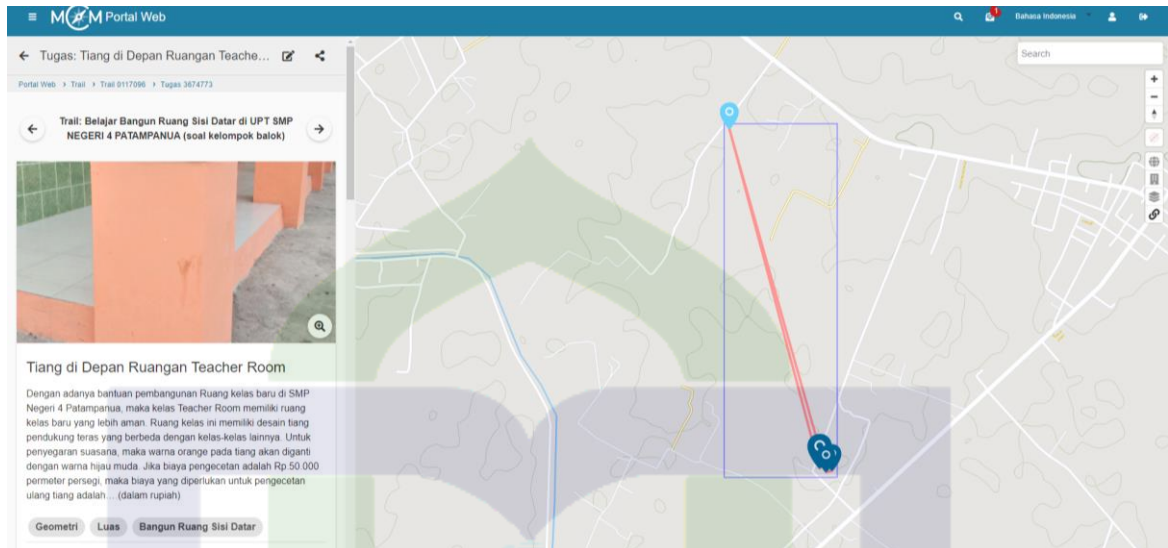 MCM Portal Web
1
Bahasa Indonesia
Tugas: Tiang di Depan Ruangan Teache...
Portal Web > Trail > Trail 0117096 > Tugas 3674773
Trail: Belajar Bangun Ruang Sisi Datar di UPT SMP
NEGERI 4 PATAMPANUA (soal kelompok balok)
Tiang di Depan Ruangan Teacher Room
Dengan adanya bantuan pembangunan Ruang kelas baru di SMP
Negeri 4 Patampanua, maka kelas Teacher Room memiliki ruang
kelas baru yang lebih aman. Ruang kelas ini memiliki desain tiang
pendukung teras yang berbeda dengan kelas-kelas lainnya. Untuk
penyegaran suasana, maka warna orange pada tiang akan diganti
dengan warna hijau muda. Jika biaya pengecetan adalah Rp.50.000
permeter persegi, maka biaya yang diperlukan untuk pengecetan
ulang tiang adalah... (dalam rupiah)
Geometri
Luas
Bangun Ruang Sisi Datar
Search